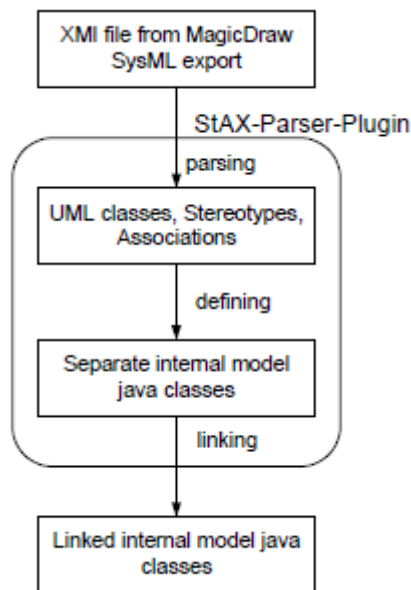 XMI file from MagicDraw
SysML export
StAX-Parser-Plugin
parsing
UML classes, Stereotypes,
Associations
defining
Separate internal model
java classes
linking
Linked internal model java
classes